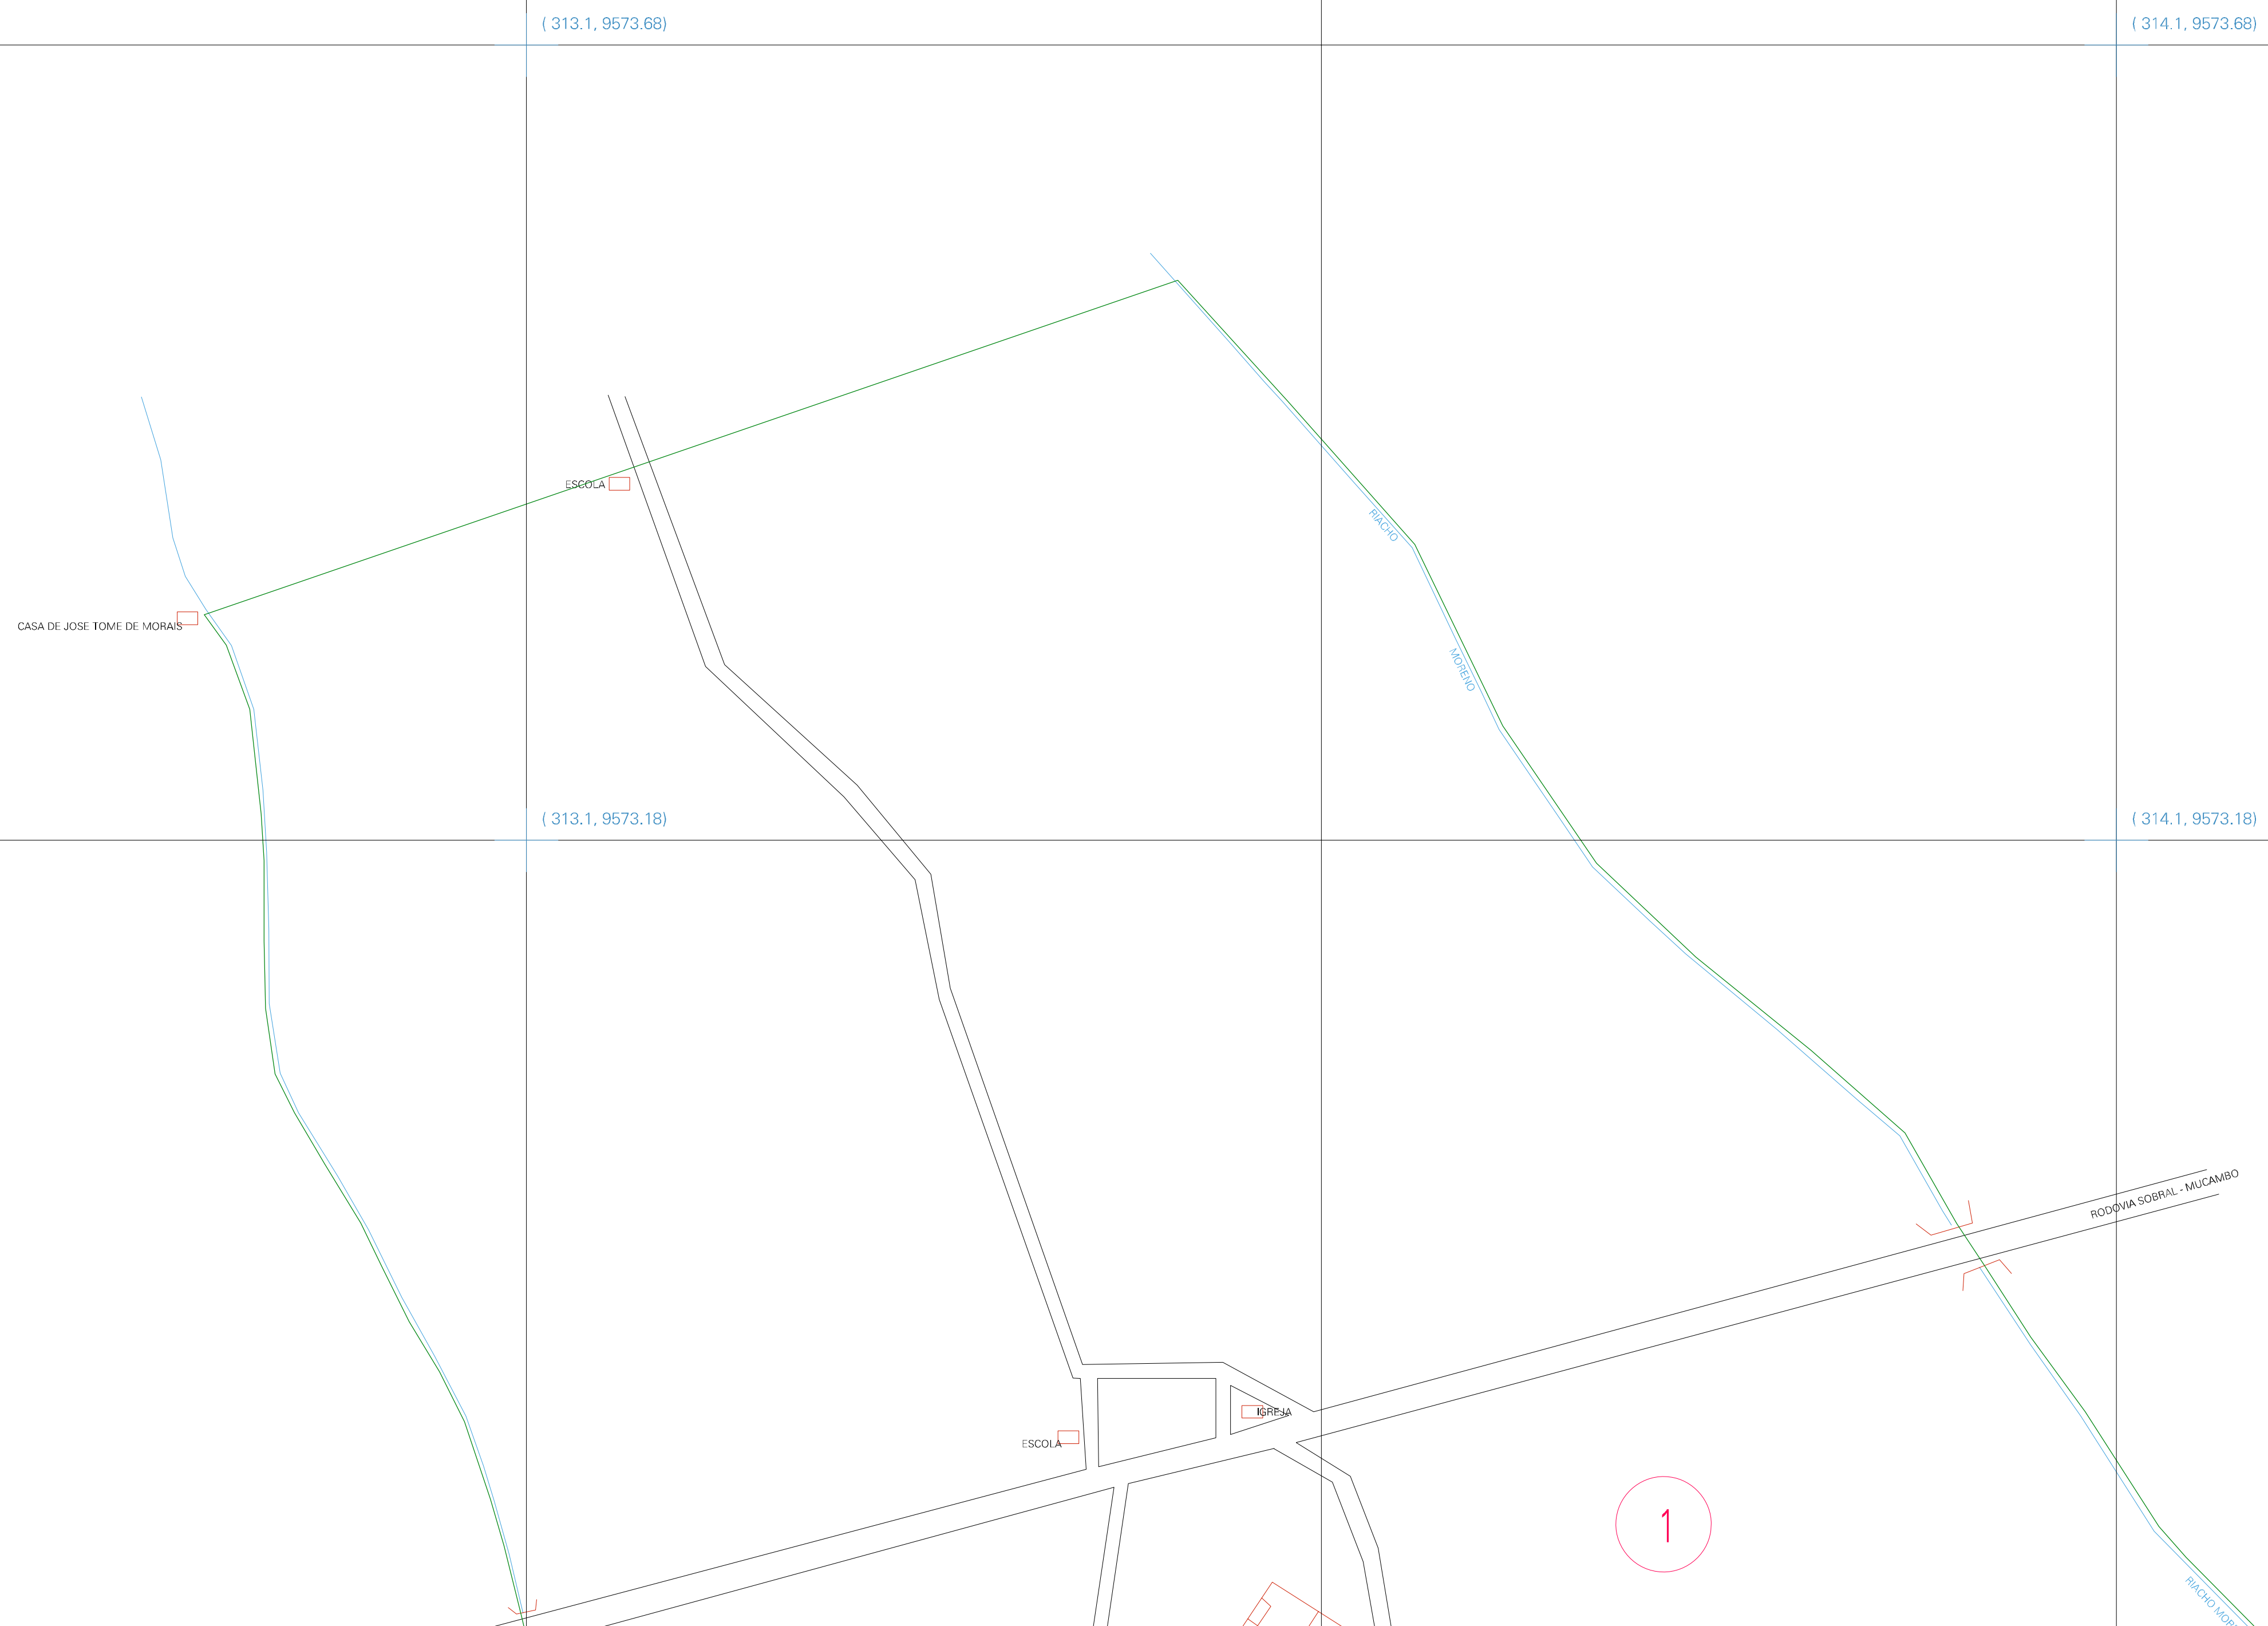 ( 313.1, 9573.68)
( 314.1, 9573.68)
ESCOLA
RIACHO
CASA DE JOSE TOME DE MORAIS
MORENO
( 313.1, 9573.18)
( 314.1, 9573.18)
RODOVIA SOBRAL - MUCAMBO
IGREJA
ESCOLA
1
RIACHO